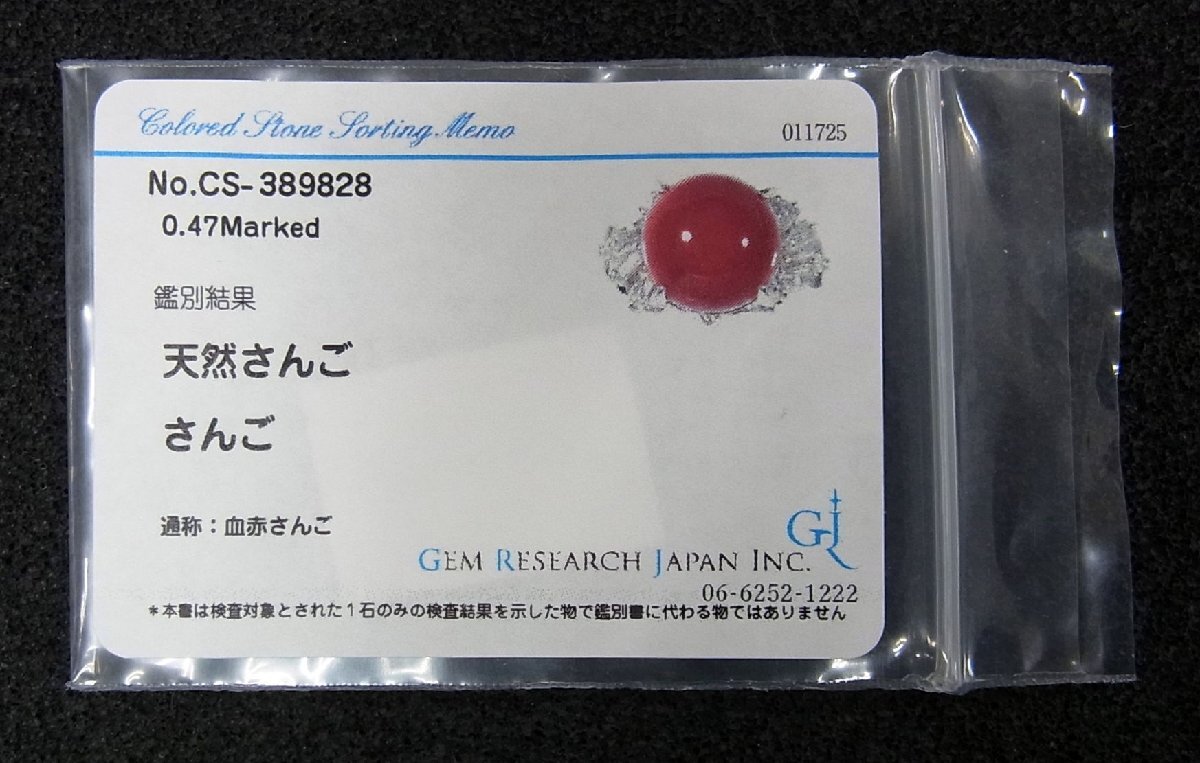 Colored Stone Sorting Memo
011725
No.CS-389828
0.47Marked
鑑別結果
天然さんご
さんご
通称：血赤さんご
GJ
GEM RESEARCH JAPAN INC.
06-6252-1222
*本書は検査対象とされた1石のみの検査結果を示した物で鑑別書に代わる物ではありません